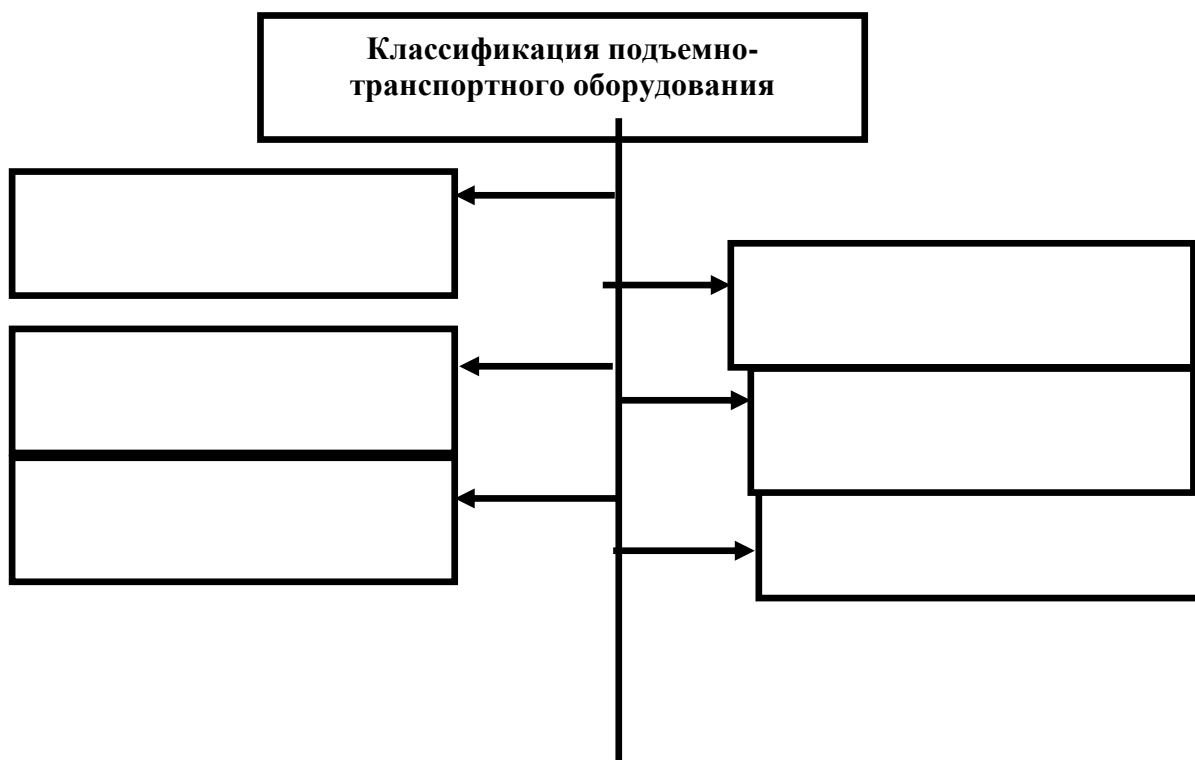 Классификация подъемно-
транспортного оборудования